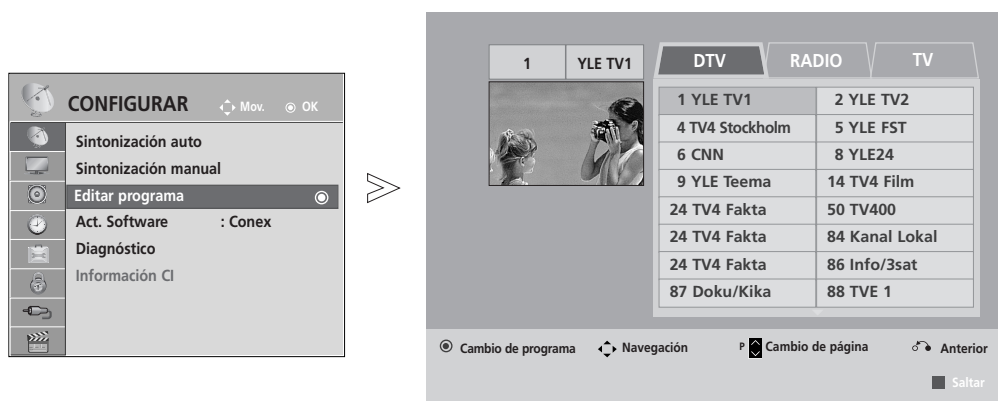 CONFIGURAR Mov. OK
Sintonización auto
Sintonización manual
Editar programa
Act. Software : Conex
Diagnóstico
Información CI
1 YLE TV1
DTV RADIO TV
1 YLE TV1 2 YLE TV2
4 TV4 Stockholm 5 YLE FST
6 CNN 8 YLE24
9 YLE Teema 14 TV4 Film
24 TV4 Fakta 50 TV400
24 TV4 Fakta 84 Kanal Lokal
24 TV4 Fakta 86 Info/3sat
87 Doku/Kika 88 TVE 1
Cambio de programa Navegación P Cambio de página Anterior
Saltar